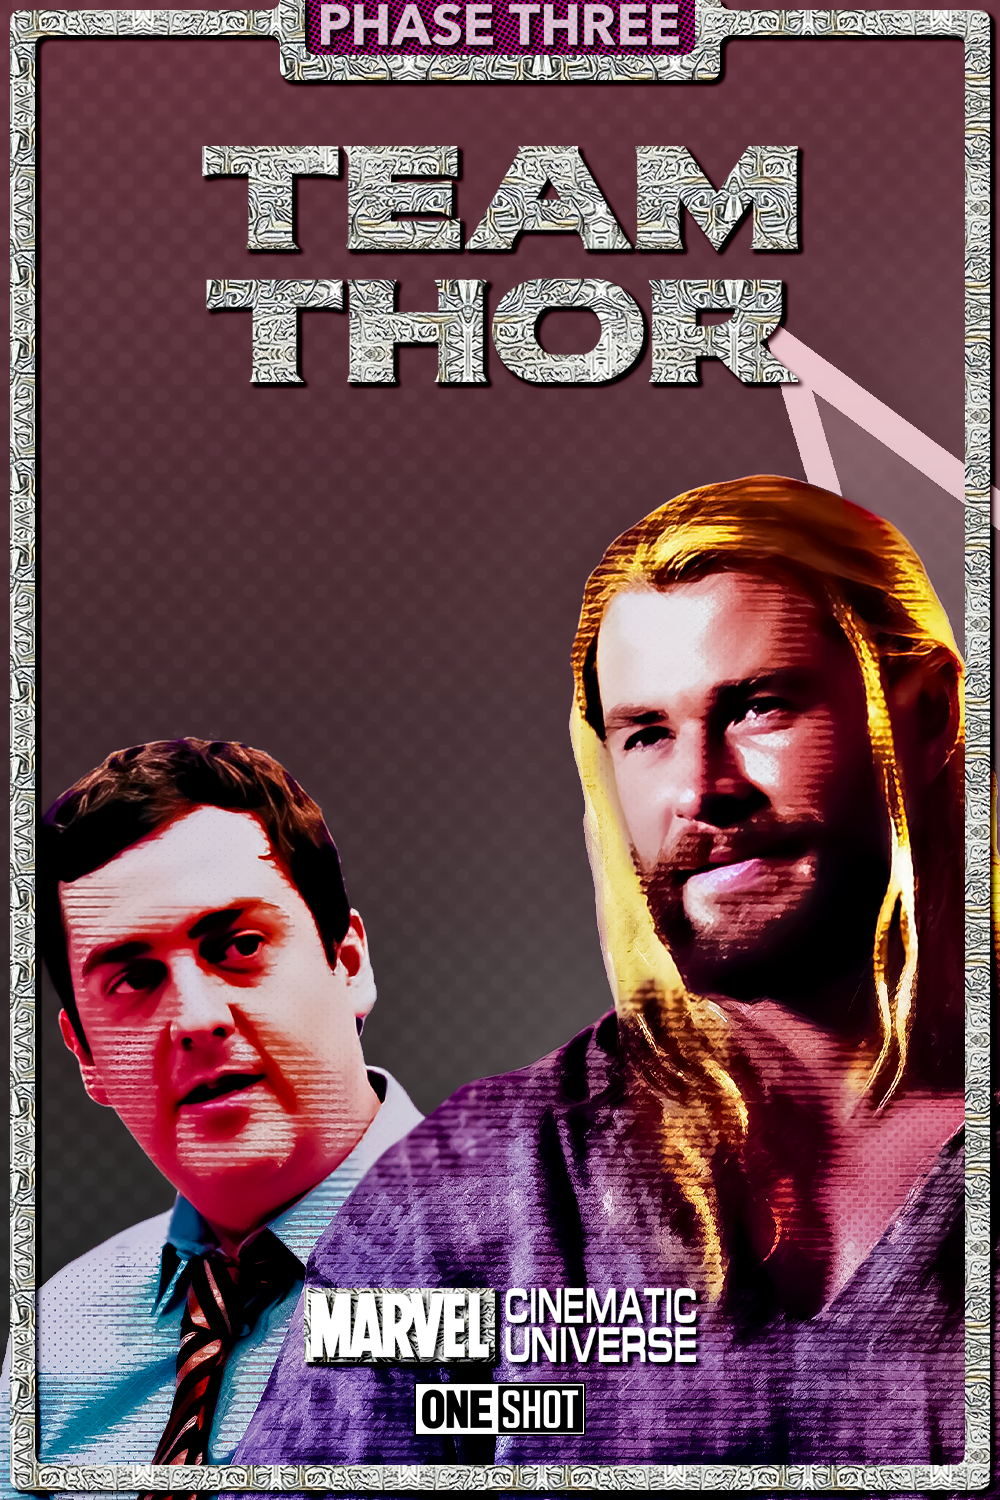 PHASE THREE
TEAM
THOR
MARVEL CINEMATIC
UNIVERSE
ONE SHOT